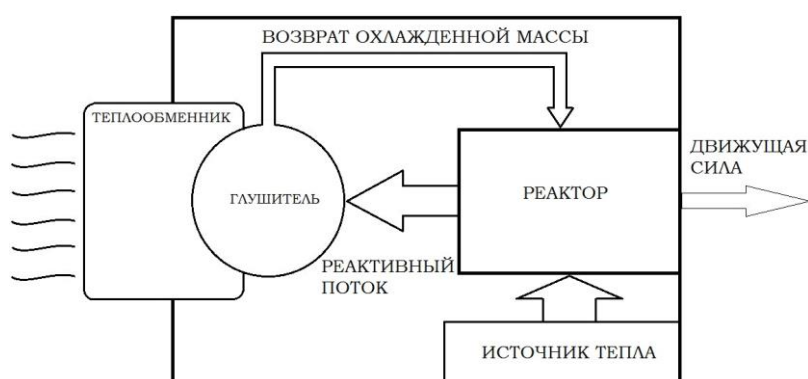 ВОЗВРАТ ОХЛАЖДЕННОЙ МАССЫ
ТЕПЛООБМЕННИК
ГЛУШИТЕЛЬ
РЕАКТОР
ДВИЖУЩАЯ
СИЛА
РЕАКТИВНЫЙ
ПОТОК
ИСТОЧНИК ТЕПЛА